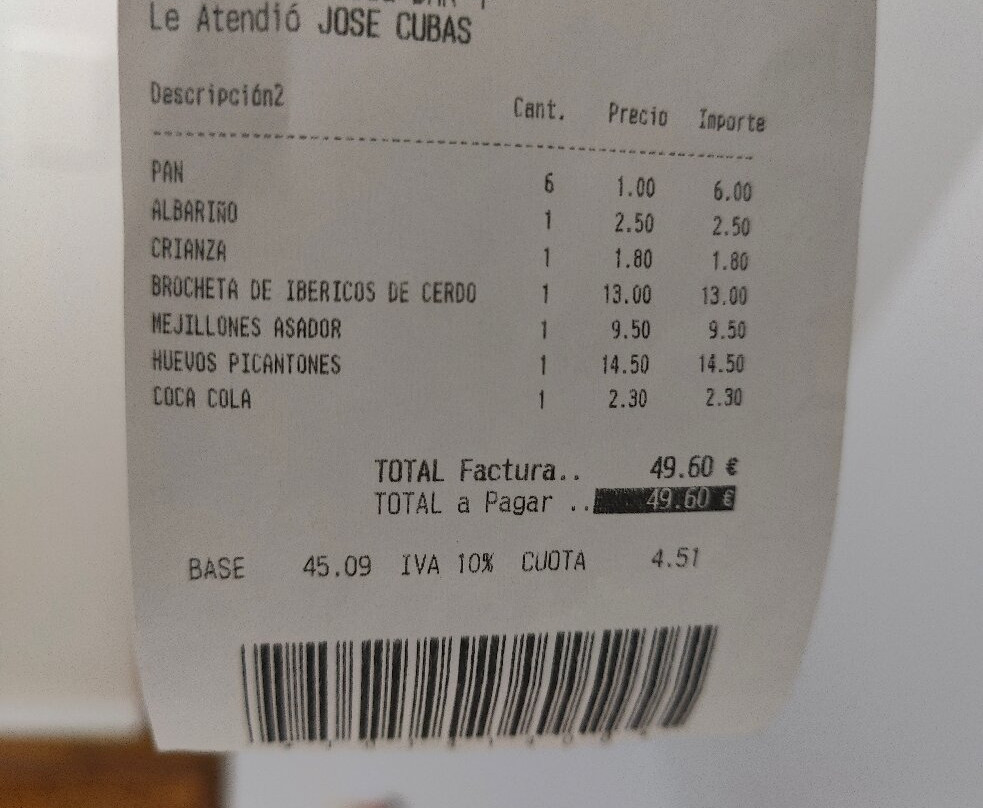 Le Atendió JOSE CUBAS
Descripción2 Cant. Precio Importe
PAN 6 1.00 6.00
ALBARIÑO 1 2.50 2.50
CRIANZA 1 1.80 1.80
BROCHETA DE IBERICOS DE CERDO 1 13.00 13.00
MEJILLONES ASADOR 1 9.50 9.50
HUEVOS PICANTONES 1 14.50 14.50
COCA COLA 1 2.30 2.30
TOTAL Factura.. 49.60 €
TOTAL a Pagar .. 49.60 €
BASE 45.09 IVA 10% CUOTA 4.51